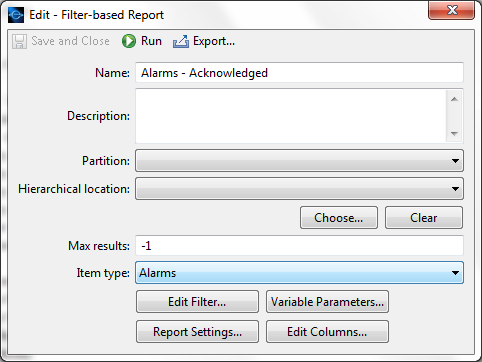 Edit - Filter-based Report
Save and Close Run Export...
Name: Alarms - Acknowledged
Description:
Partition:
Hierarchical location:
Choose... Clear
Max results: -1
Item type: Alarms
Edit Filter... Variable Parameters...
Report Settings... Edit Columns...